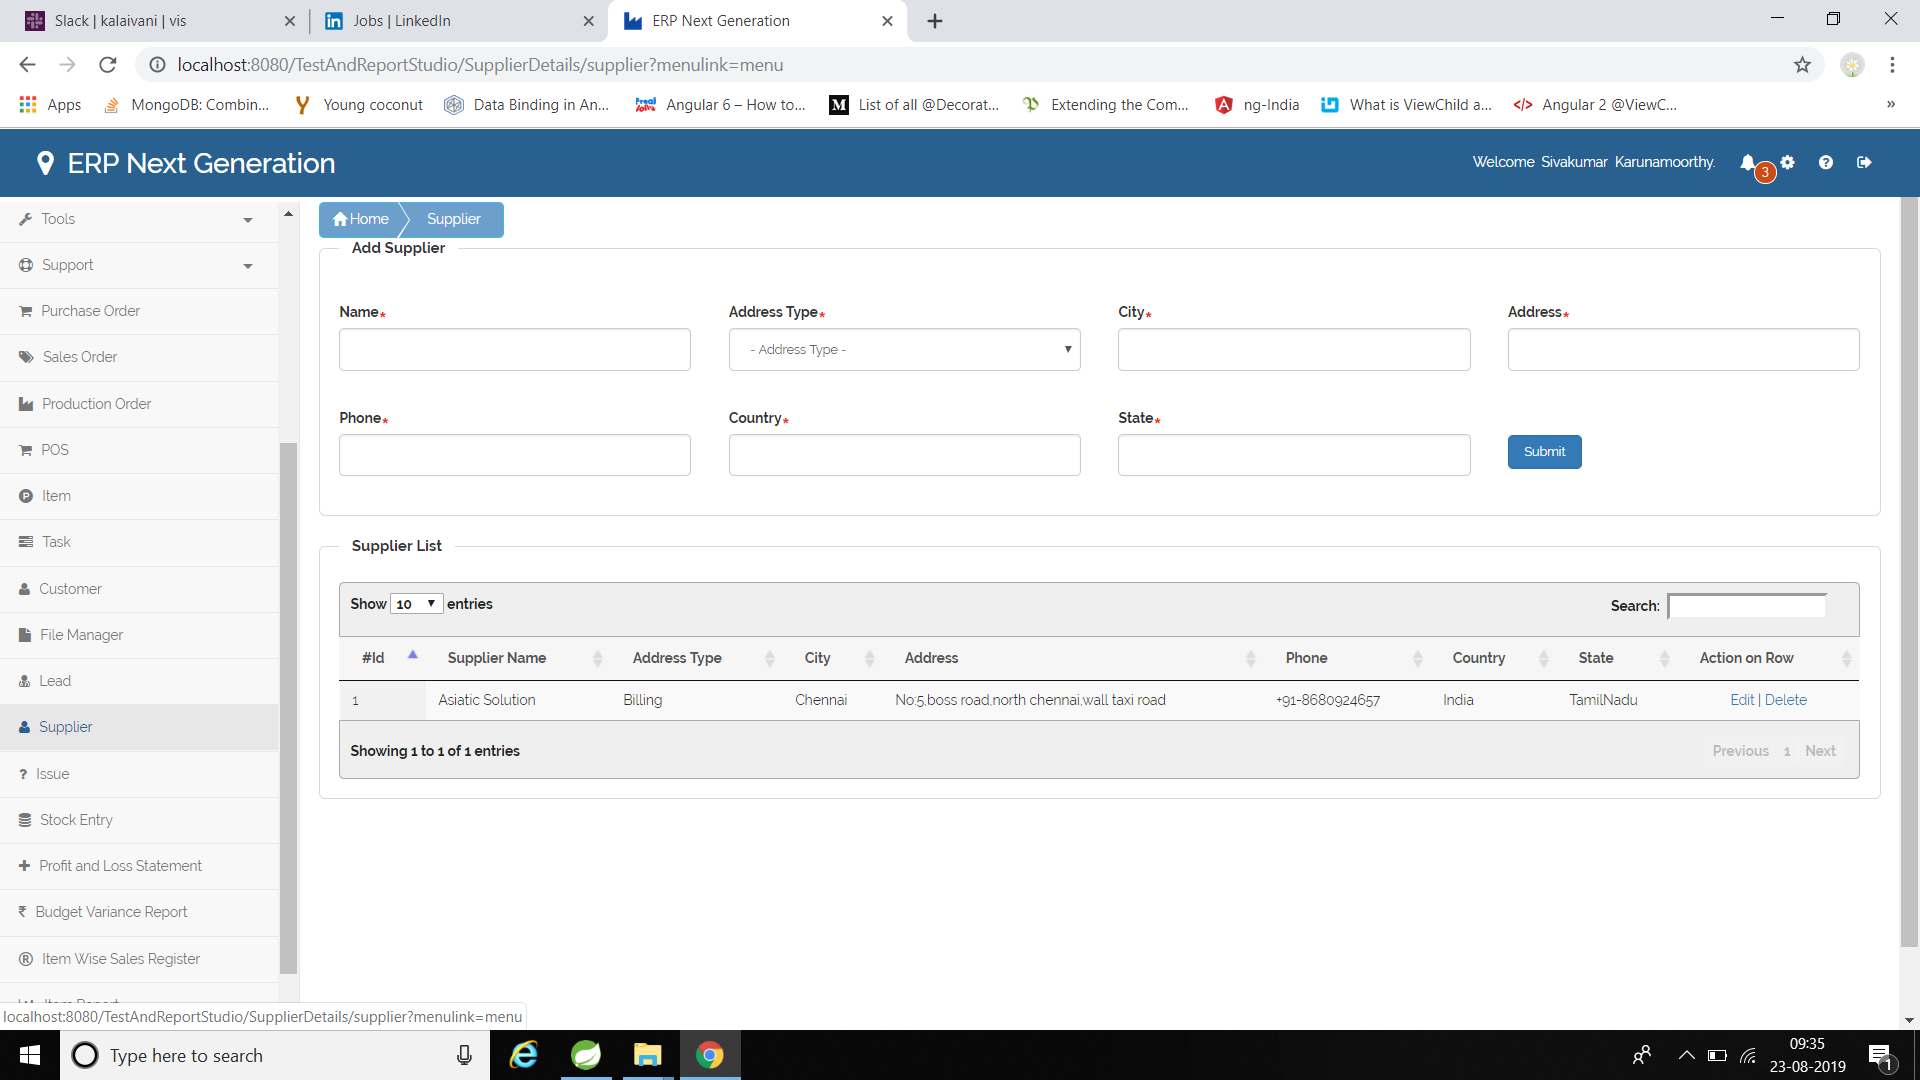 Slack | kalaivani | vis
Jobs | LinkedIn
ERP Next Generation
localhost:8080/TestAndReportStudio/SupplierDetails/supplier?menulink=menu
Apps
MongoDB: Combin...
Young coconut
Data Binding in An...
Angular 6 – How to...
List of all @Decorat...
Extending the Com...
ng-India
What is ViewChild a...
Angular 2 @ViewC...
»
ERP Next Generation
Welcome Sivakumar Karunamoorthy.
3
Tools
Support
Purchase Order
Sales Order
Production Order
POS
Item
Task
Customer
File Manager
Lead
Supplier
Issue
Stock Entry
Profit and Loss Statement
Budget Variance Report
Item Wise Sales Register
Home
Supplier
Add Supplier
Name*
Address Type*
City*
Address*
- Address Type -
Phone*
Country*
State*
Submit
Supplier List
Show 10 entries
Search:
#Id
Supplier Name
Address Type
City
Address
Phone
Country
State
Action on Row
1
Asiatic Solution
Billing
Chennai
No:5,boss road,north chennai,wall taxi road
+91-8680924657
India
TamilNadu
Edit | Delete
Showing 1 to 1 of 1 entries
Previous 1 Next
localhost:8080/TestAndReportStudio/SupplierDetails/supplier?menulink=menu
Type here to search
09:35
23-08-2019
1